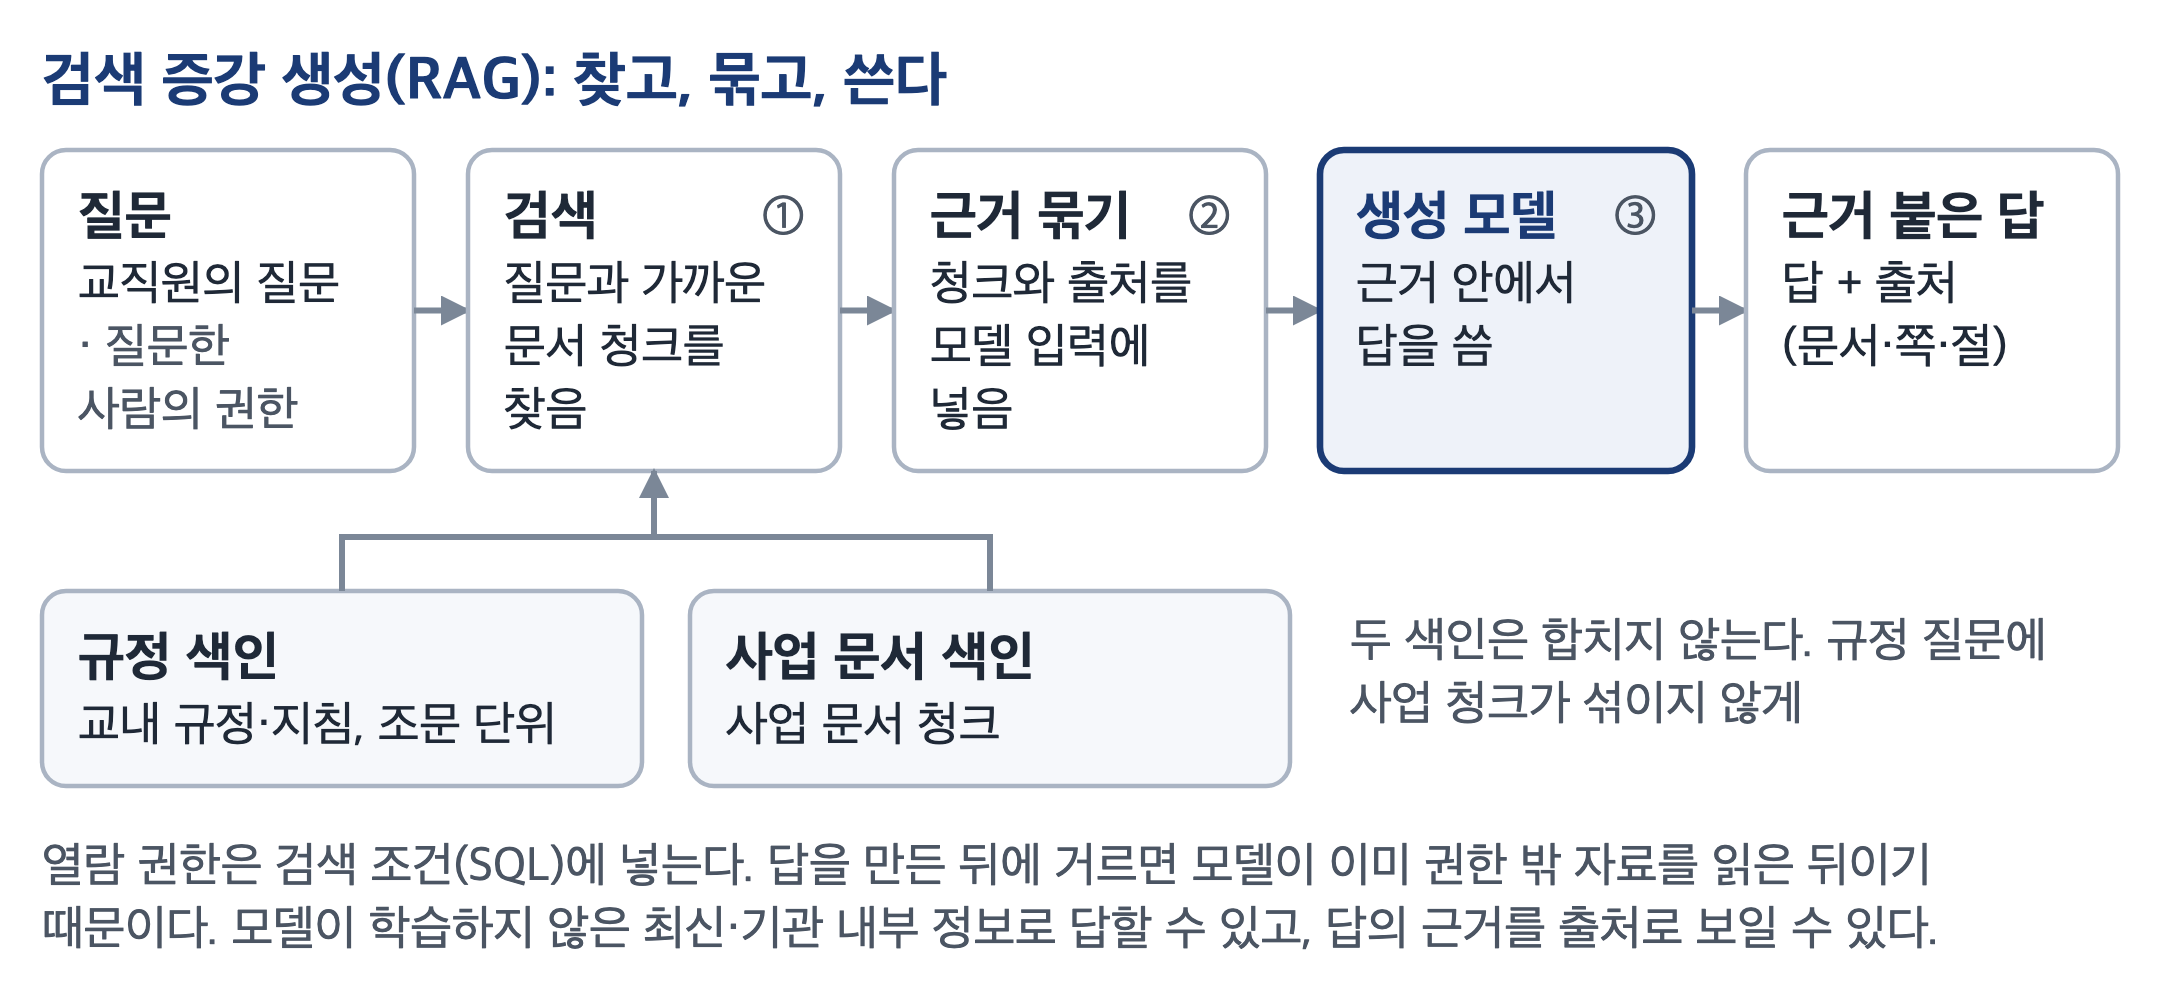 검색 증강 생성(RAG): 찾고, 묶고, 쓴다
질문
교직원의 질문
· 질문한
사람의 권한
검색 ①
질문과 가까운
문서 청크를
찾음
근거 묶기 ②
청크와 출처를
모델 입력에
넣음
생성 모델 ③
근거 안에서
답을 씀
근거 붙은 답
답 + 출처
(문서·쪽·절)
규정 색인
교내 규정·지침, 조문 단위
사업 문서 색인
사업 문서 청크
두 색인은 합치지 않는다. 규정 질문에
사업 청크가 섞이지 않게
열람 권한은 검색 조건(SQL)에 넣는다. 답을 만든 뒤에 거르면 모델이 이미 권한 밖 자료를 읽은 뒤이기
때문이다. 모델이 학습하지 않은 최신·기관 내부 정보로 답할 수 있고, 답의 근거를 출처로 보일 수 있다.